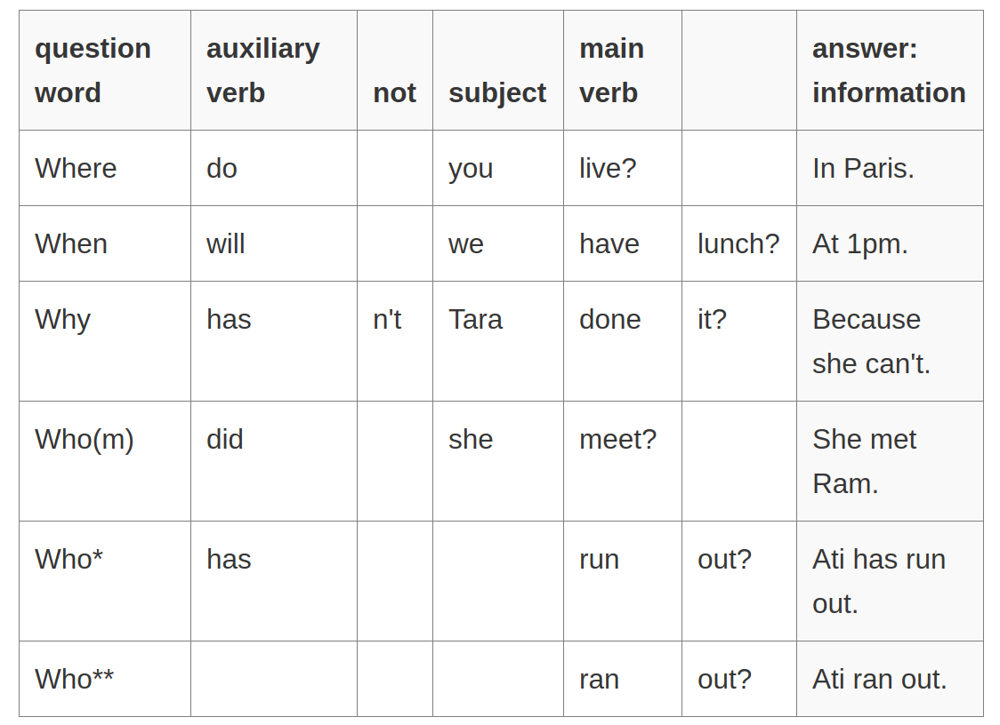 question auxiliary main answer:
word verb not subject verb information
Where do you live? In Paris.
When will we have lunch? At 1pm.
Why has n't Tara done it? Because
she can't.
Who(m) did she meet? She met
Ram.
Who* has run out? Ati has run
out.
Who** ran out? Ati ran out.